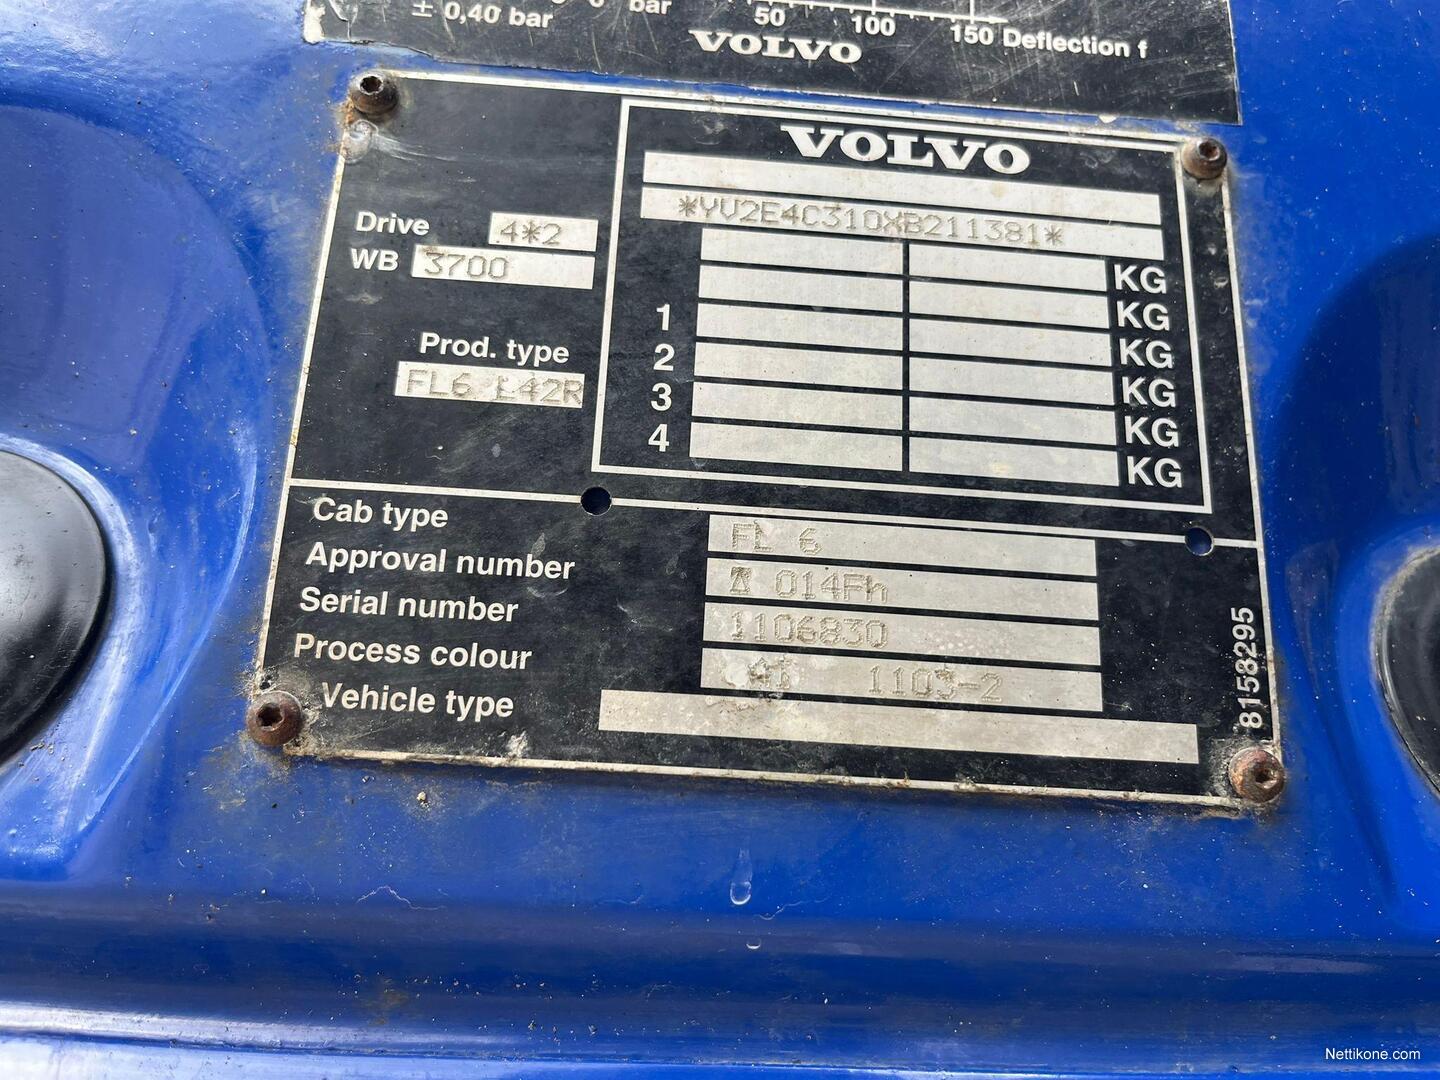 ± 0,40 bar
bar
50 100 150 Deflection f
VOLVO
VOLVO
*YV2E4C310XB211381*
Drive 4*2
WB 3700
KG
KG
1 KG
2 KG
3 KG
4 KG
Prod. type
FL6 L42R
Cab type FL 6
Approval number 014Fh
Serial number 1106830
Process colour 1103-2
Vehicle type
8158295
Nettikone.com